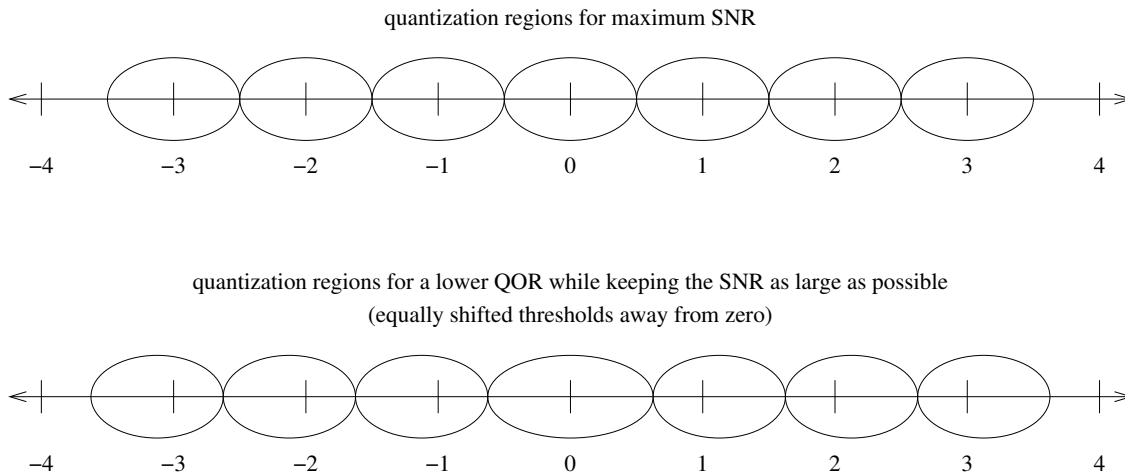 quantization regions for maximum SNR
−4 −3 −2 −1 0 1 2 3 4
quantization regions for a lower QOR while keeping the SNR as large as possible
(equally shifted thresholds away from zero)
−4 −3 −2 −1 0 1 2 3 4